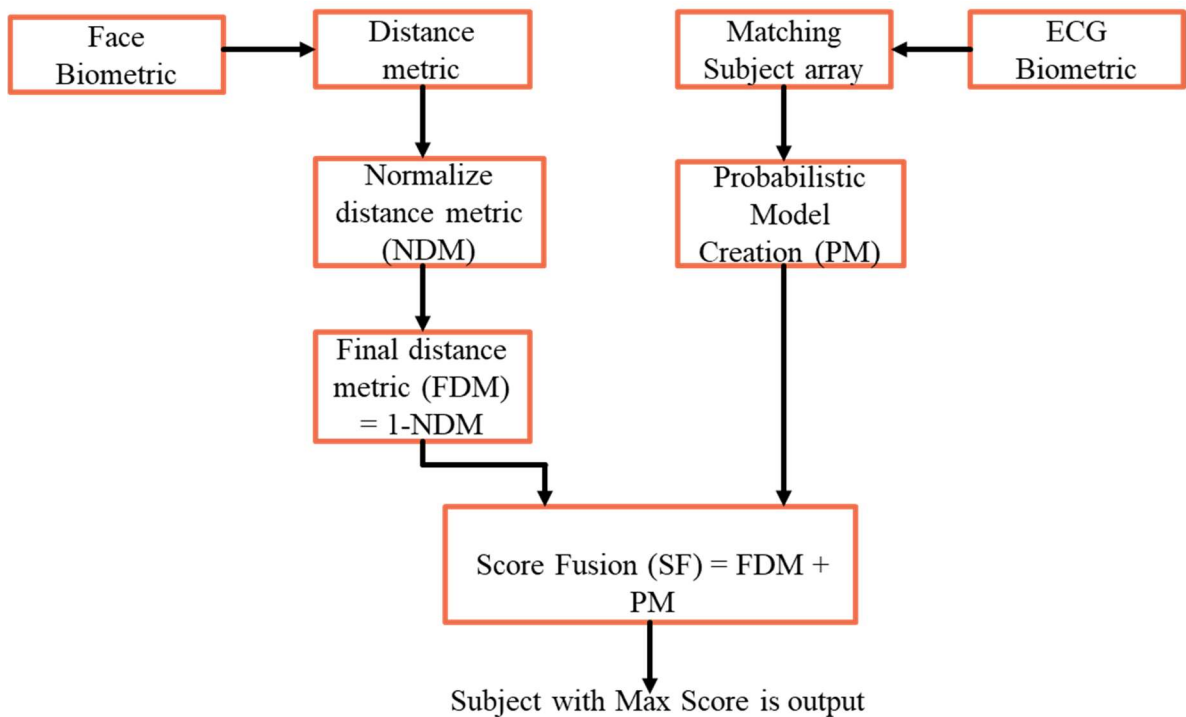 Face
Biometric
Distance
metric
Matching
Subject array
ECG
Biometric
Normalize
distance metric
(NDM)
Probabilistic
Model
Creation (PM)
Final distance
metric (FDM)
= 1-NDM
Score Fusion (SF) = FDM +
PM
Subject with Max Score is output